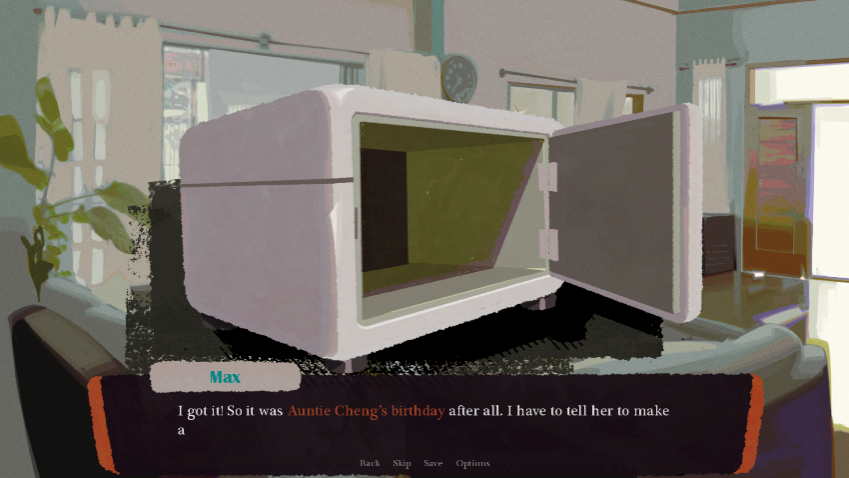 Max
I got it! So it was Auntie Cheng's birthday after all. I have to tell her to make
a
Back Skip Save Options